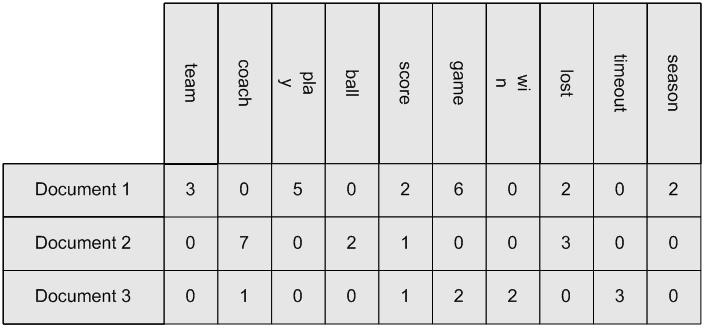 team coach pla
y ball score game wi
n lost timeout season
Document 1 3 0 5 0 2 6 0 2 0 2
Document 2 0 7 0 2 1 0 0 3 0 0
Document 3 0 1 0 0 1 2 2 0 3 0